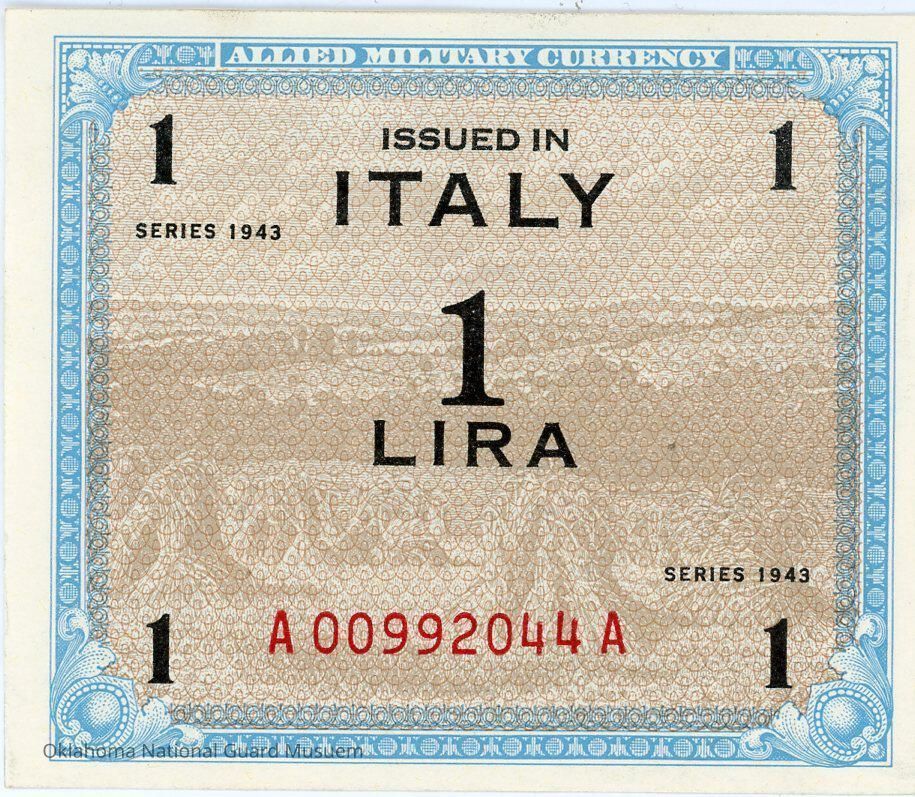 ALLIED MILITARY CURRENCY
1 1
ISSUED IN
ITALY
SERIES 1943
1
LIRA
SERIES 1943
1 A00992044A 1
Oklahoma National Guard Musuem